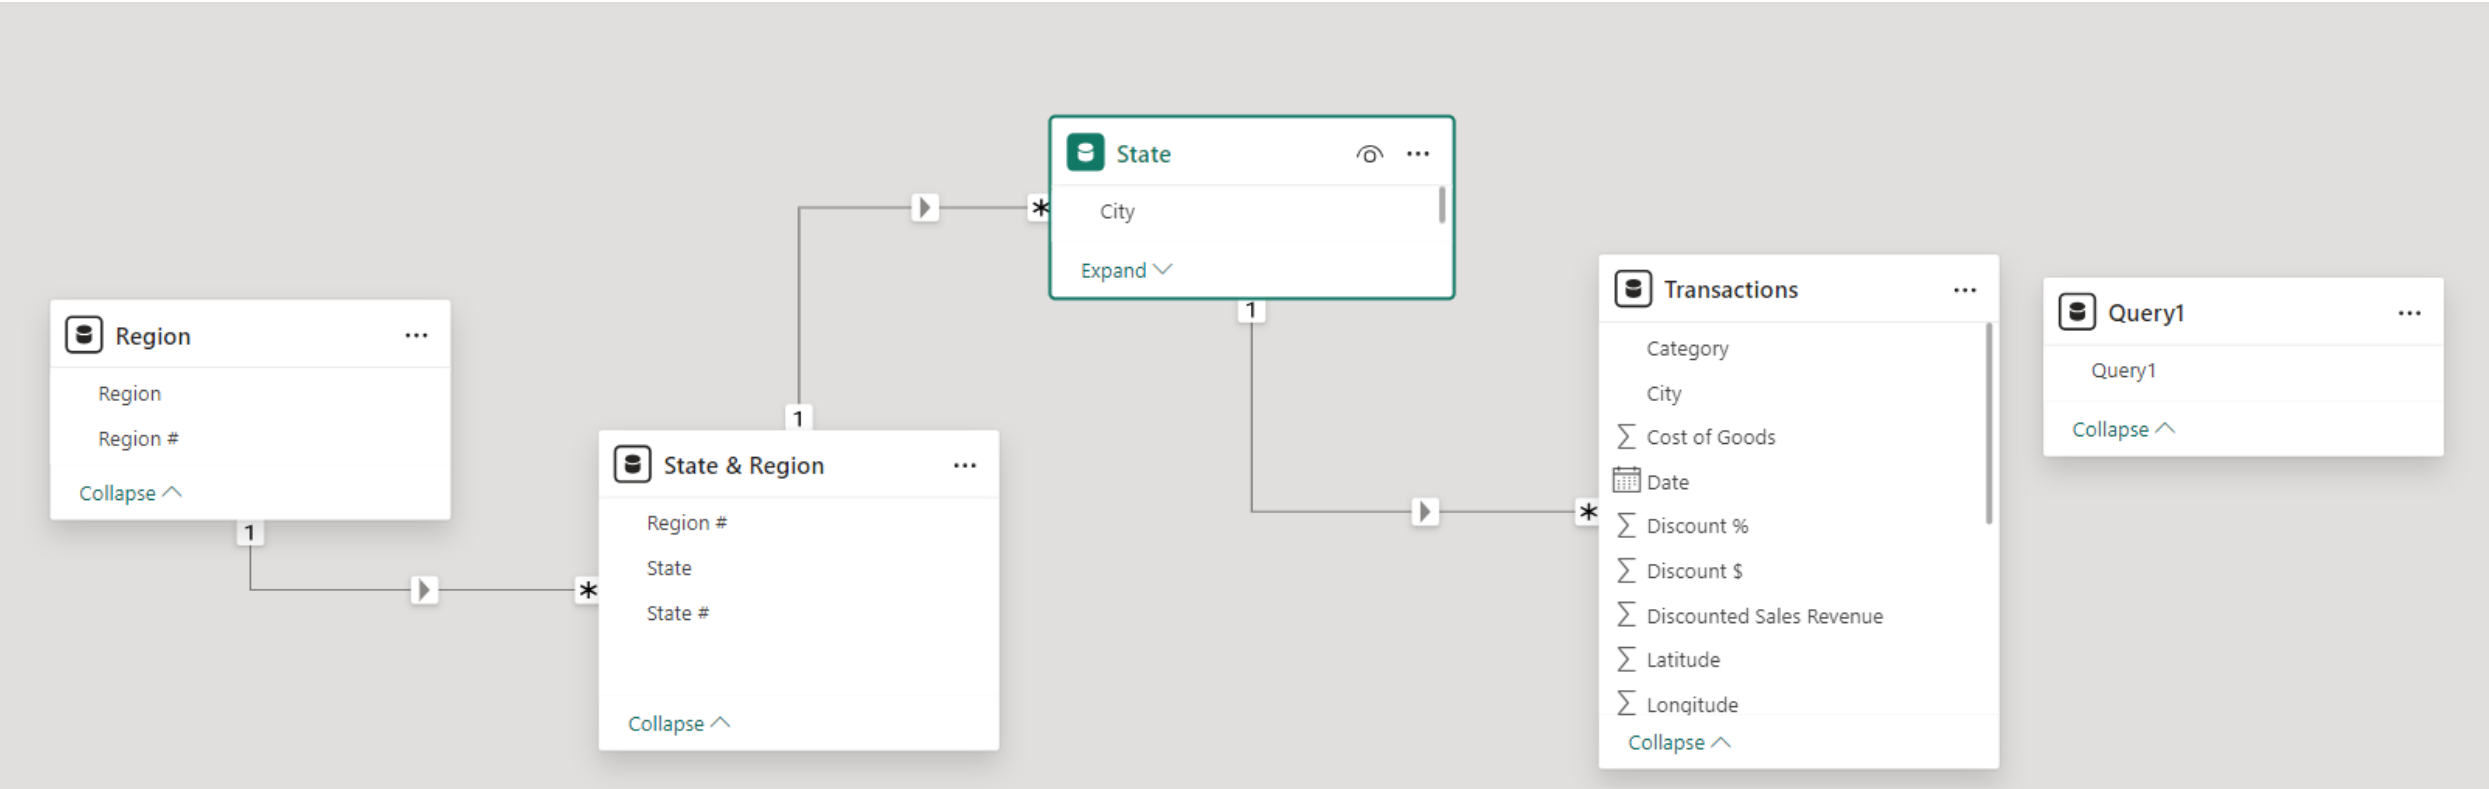 Region
Region
Region #
Collapse
1
*
State & Region
Region #
State
State #
Collapse
1
*
State
City
Expand
1
*
Transactions
Category
City
Cost of Goods
Date
Discount %
Discount $
Discounted Sales Revenue
Latitude
Longitude
Collapse
Query1
Query1
Collapse